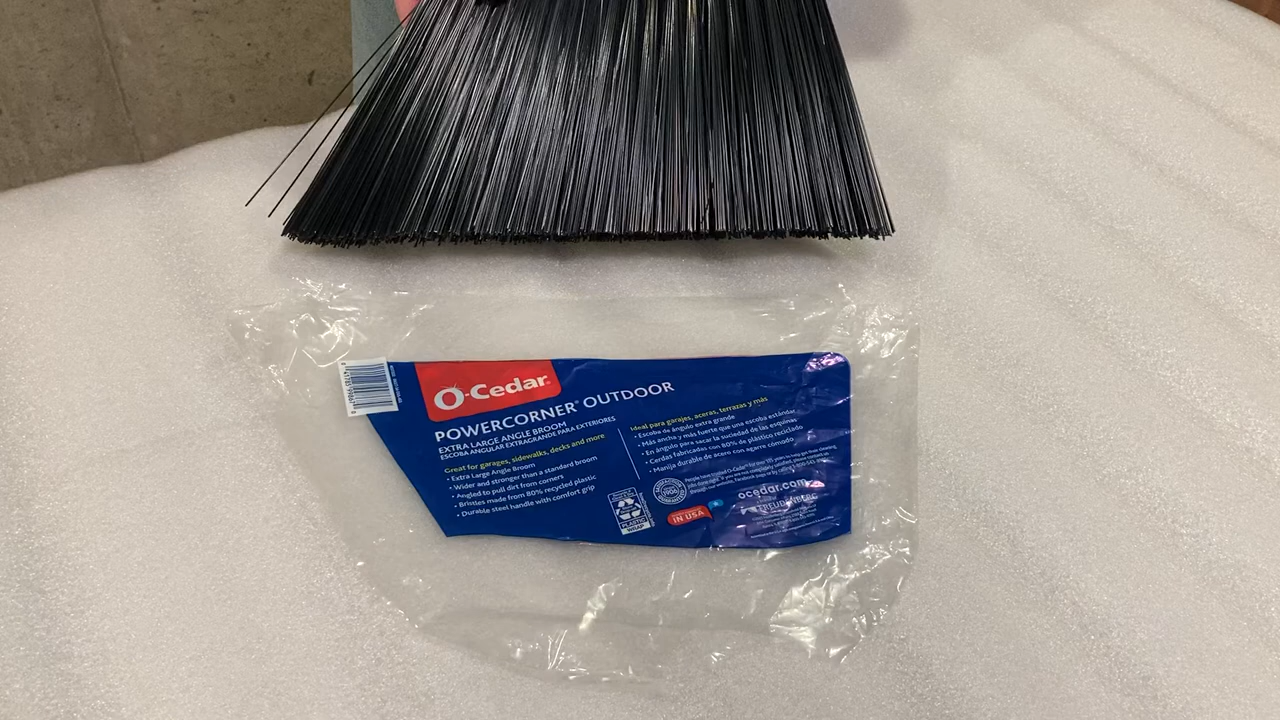 O-Cedar®
POWERCORNER® OUTDOOR
EXTRA LARGE ANGLE BROOM
ESCOBA ANGULAR EXTRAGRANDE PARA EXTERIORES
Great for garages, sidewalks, decks and more
• Extra Large Angle Broom
• Wider and stronger than a standard broom
• Angled to pull dirt from corners
• Bristles made from 80% recycled plastic
• Durable steel handle with comfort grip
Ideal para garajes, aceras, terrazas y más
• Escoba de ángulo extra grande
• Más ancha y más fuerte que una escoba estándar
• En ángulo para sacar la suciedad de las esquinas
• Cerdas fabricadas con 80% de plástico reciclado
• Manija durable de acero con agarre cómodo
PLASTIC
WRAP
1906
IN USA
ocedar.com
FREUDENBERG